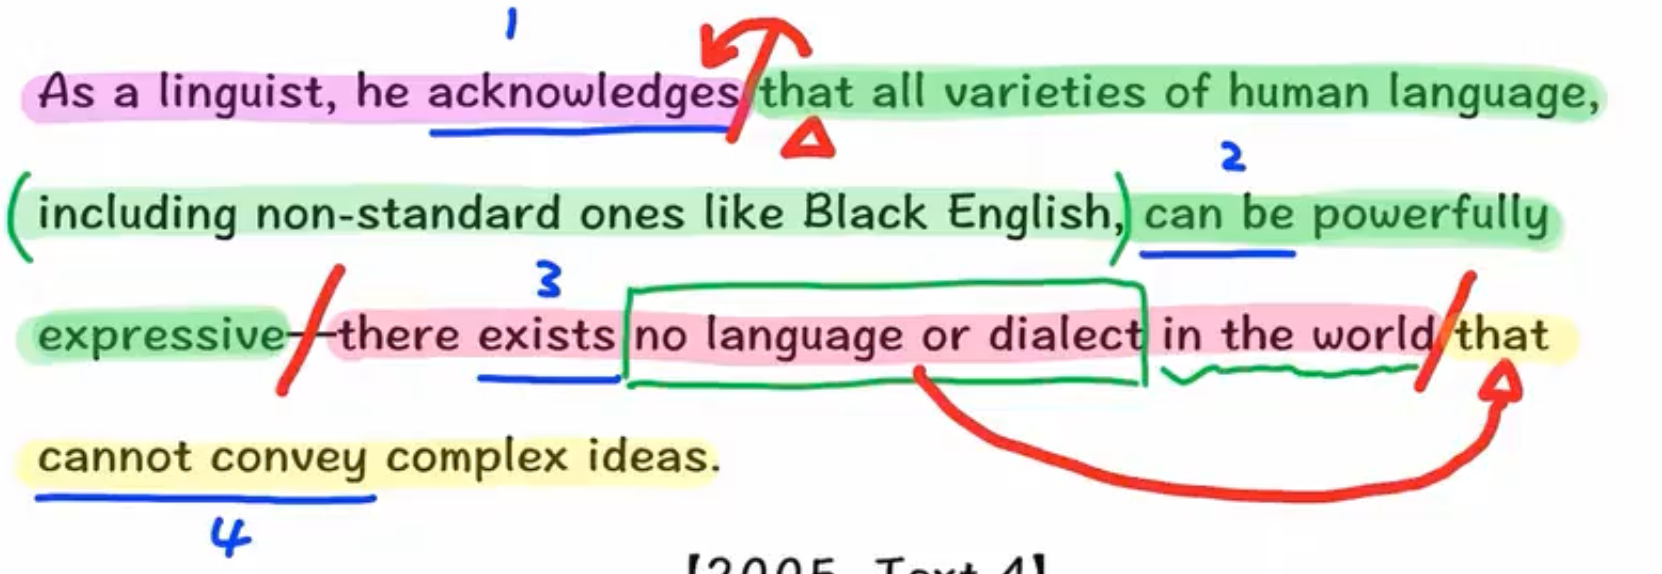 1
As a linguist, he acknowledges that all varieties of human language,
2
(including non-standard ones like Black English,) can be powerfully
3
expressive—there exists no language or dialect in the world that
cannot convey complex ideas.
4
【2005, Text 4】